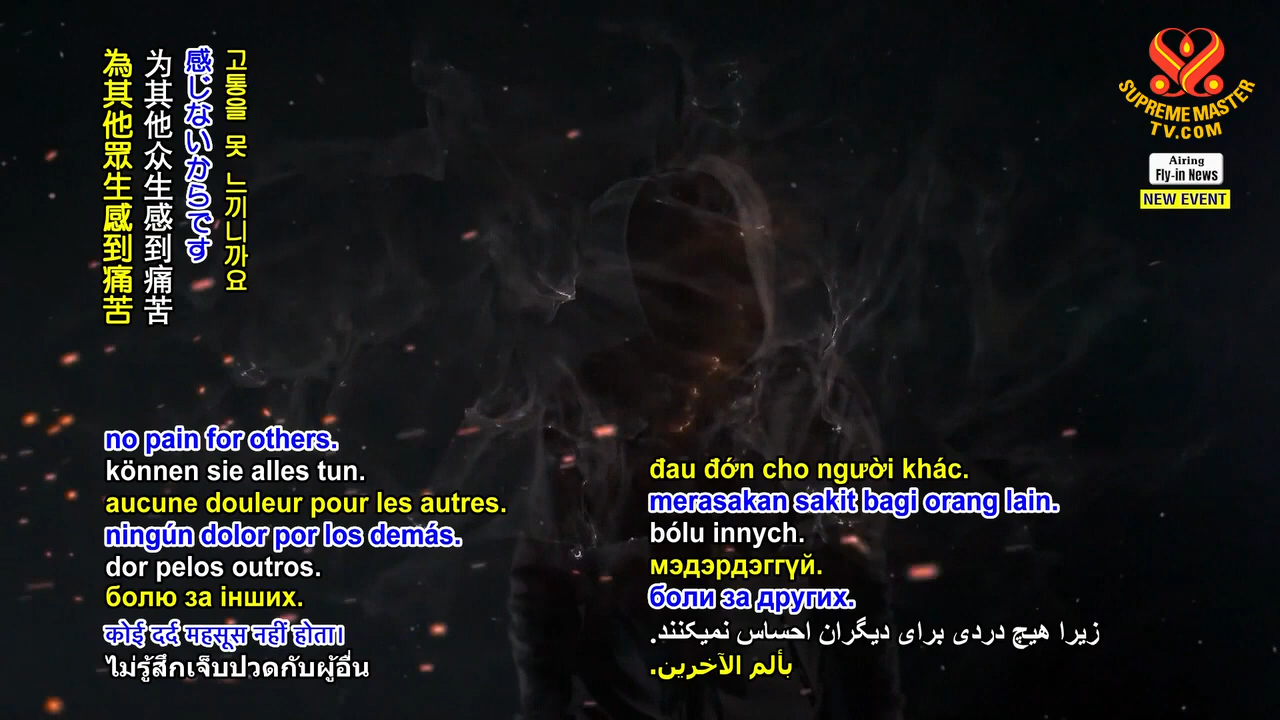 為其他眾生感到痛苦
为其他众生感到痛苦
感じないからです
고통을 못 느끼니까요
SUPREME MASTER
TV.COM
Airing
Fly-in News
NEW EVENT
no pain for others.
können sie alles tun.
aucune douleur pour les autres.
ningún dolor por los demás.
dor pelos outros.
болю за інших.
कोई दर्द महसूस नहीं होता।
ไม่รู้สึกเจ็บปวดกับผู้อื่น
đau đớn cho người khác.
merasakan sakit bagi orang lain.
bólu innych.
мэдэрдэггүй.
боли за других.
زیرا هیچ دردی برای دیگران احساس نمیکنند.
بألم الآخرين.